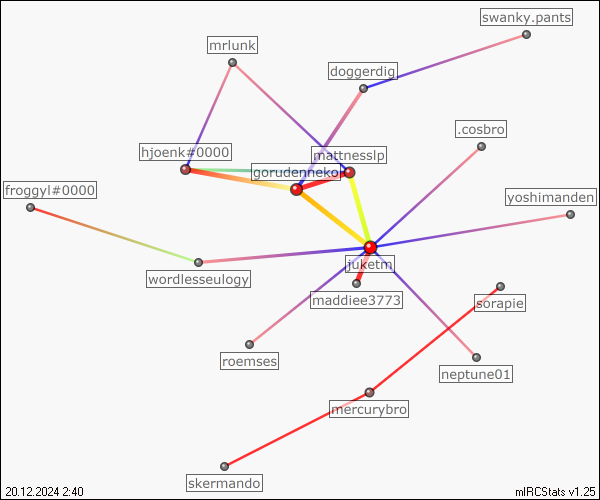 swanky.pants
mrlunk
doggerdig
.cosbro
hjoenk#0000
mattnesslp
gorudenneko
froggyl#0000
yoshimanden
juketm
wordlesseulogy
maddiee3773
sorapie
roemses
neptune01
mercurybro
skermando
20.12.2024 2:40
mIRCStats v1.25